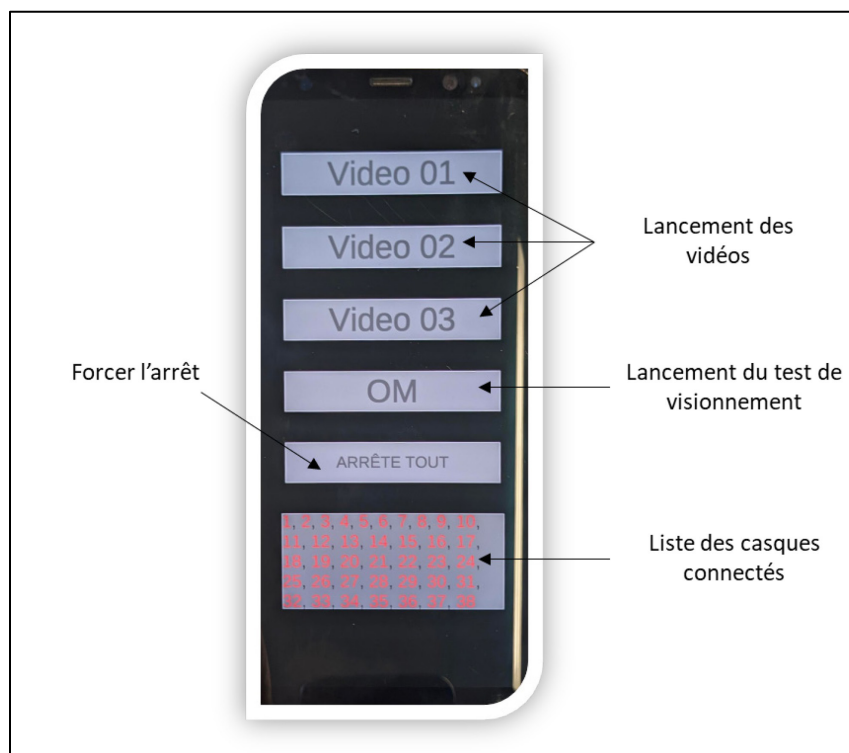 Video 01
Video 02
Video 03
OM
ARRÊTE TOUT
1, 2, 3, 4, 5, 6, 7, 8, 9, 10,
11, 12, 13, 14, 15, 16, 17,
18, 19, 20, 21, 22, 23, 24,
25, 26, 27, 28, 29, 30, 31,
32, 33, 34, 35, 36, 37, 38
Forcer l’arrêt
Lancement des
vidéos
Lancement du test de
visionnement
Liste des casques
connectés